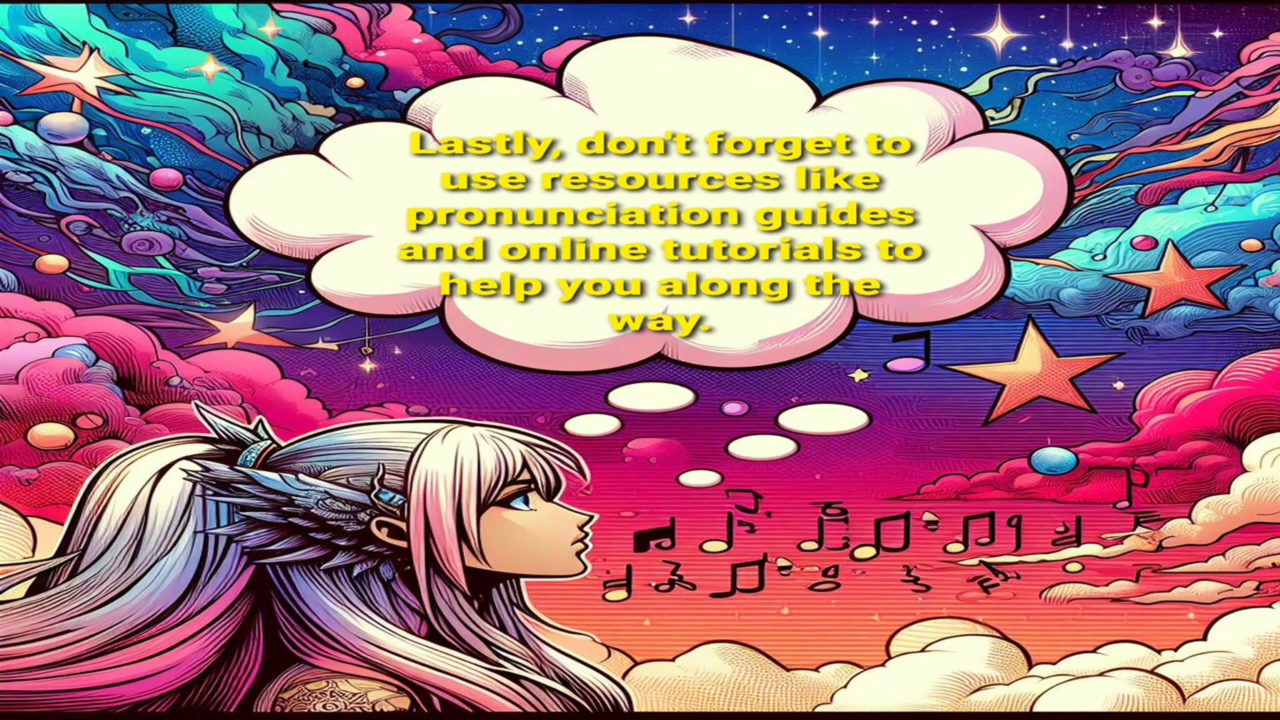 Lastly, don't forget to
use resources like
pronunciation guides
and online tutorials to
help you along the
way.